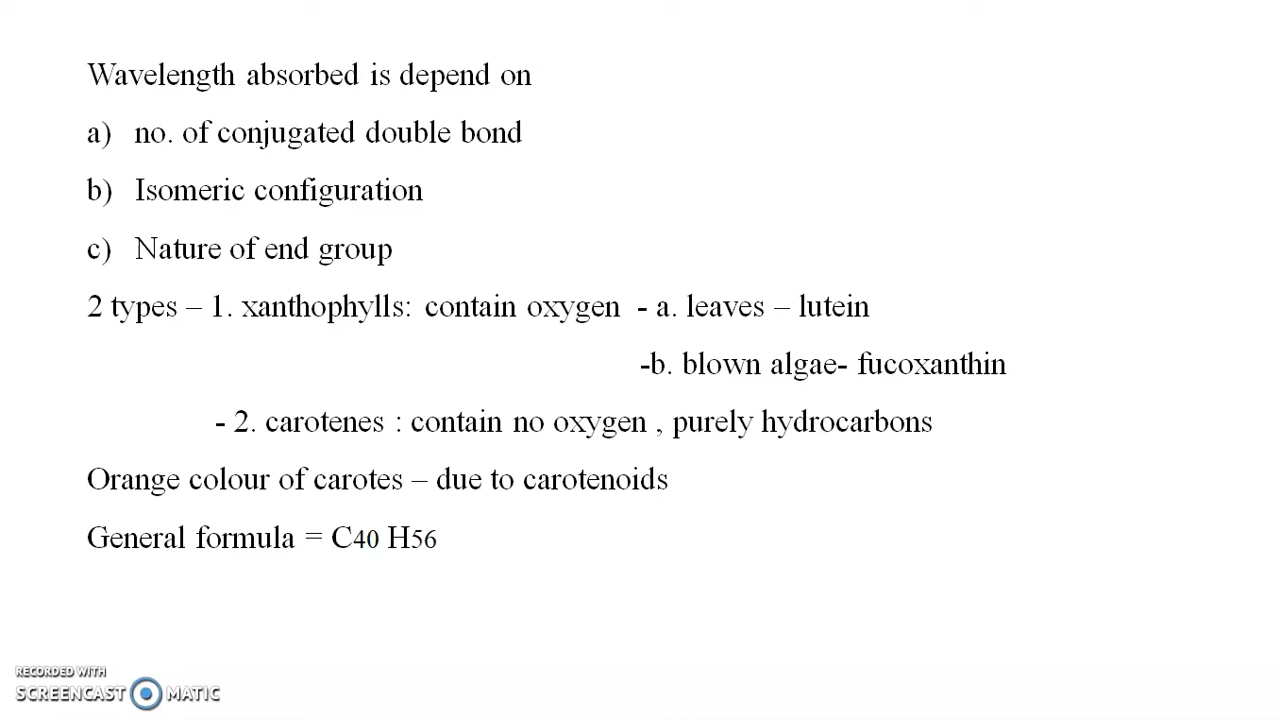 Wavelength absorbed is depend on
a) no. of conjugated double bond
b) Isomeric configuration
c) Nature of end group
2 types – 1. xanthophylls: contain oxygen - a. leaves – lutein
-b. blown algae- fucoxanthin
- 2. carotenes : contain no oxygen , purely hydrocarbons
Orange colour of carotes – due to carotenoids
General formula = C40 H56
RECORDED WITH
SCREENCAST MATIC